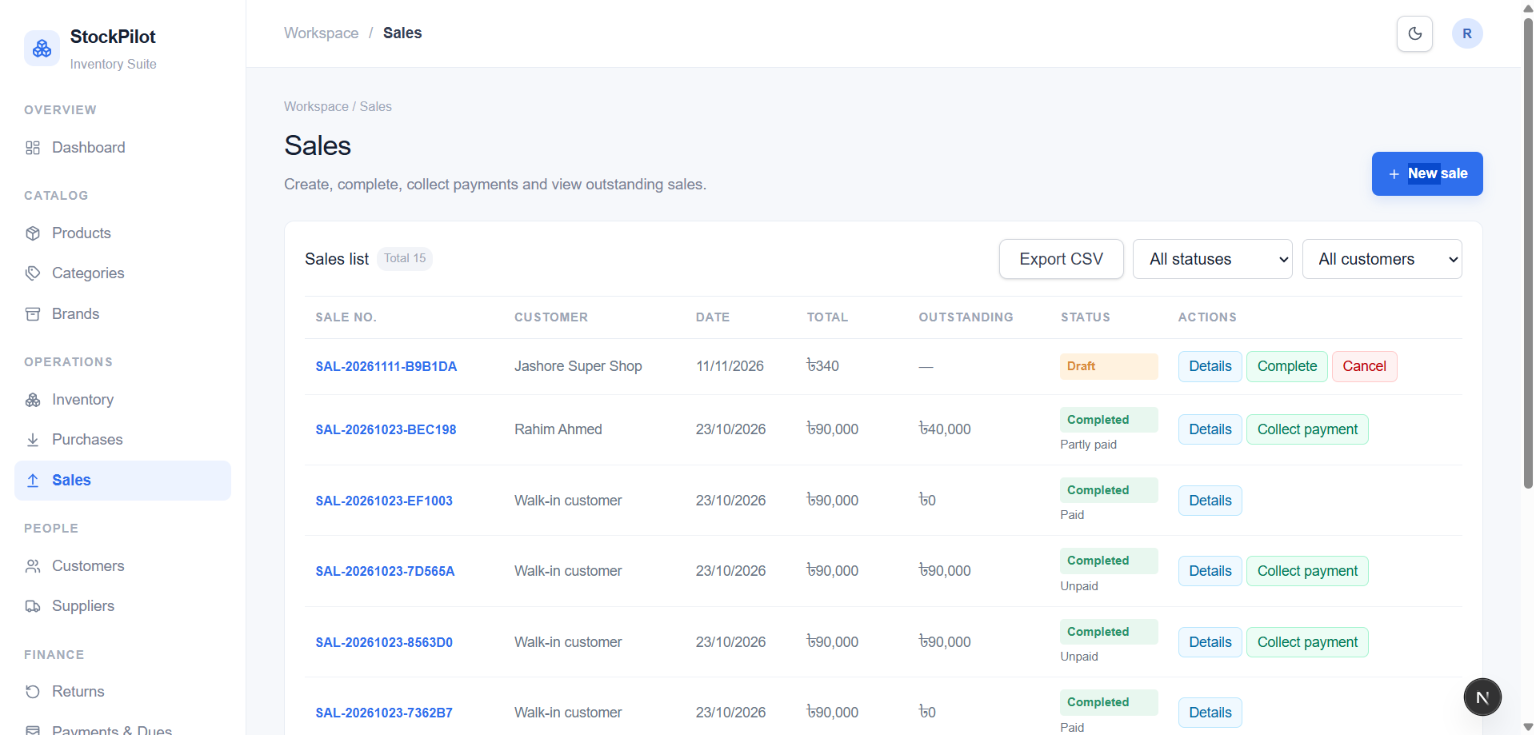 StockPilot
Inventory Suite
OVERVIEW
Dashboard
CATALOG
Products
Categories
Brands
OPERATIONS
Inventory
Purchases
Sales
PEOPLE
Customers
Suppliers
FINANCE
Returns
Payments & Dues
Workspace / Sales
R
Workspace / Sales
Sales
Create, complete, collect payments and view outstanding sales.
+ New sale
Sales list Total 15
Export CSV All statuses All customers
SALE NO. CUSTOMER DATE TOTAL OUTSTANDING STATUS ACTIONS
SAL-20261111-B9B1DA Jashore Super Shop 11/11/2026 ৳340 — Draft Details Complete Cancel
SAL-20261023-BEC198 Rahim Ahmed 23/10/2026 ৳90,000 ৳40,000 Completed Details Collect payment
Partly paid
SAL-20261023-EF1003 Walk-in customer 23/10/2026 ৳90,000 ৳0 Completed Details
Paid
SAL-20261023-7D565A Walk-in customer 23/10/2026 ৳90,000 ৳90,000 Completed Details Collect payment
Unpaid
SAL-20261023-8563D0 Walk-in customer 23/10/2026 ৳90,000 ৳90,000 Completed Details Collect payment
Unpaid
SAL-20261023-7362B7 Walk-in customer 23/10/2026 ৳90,000 ৳0 Completed Details
Paid
N